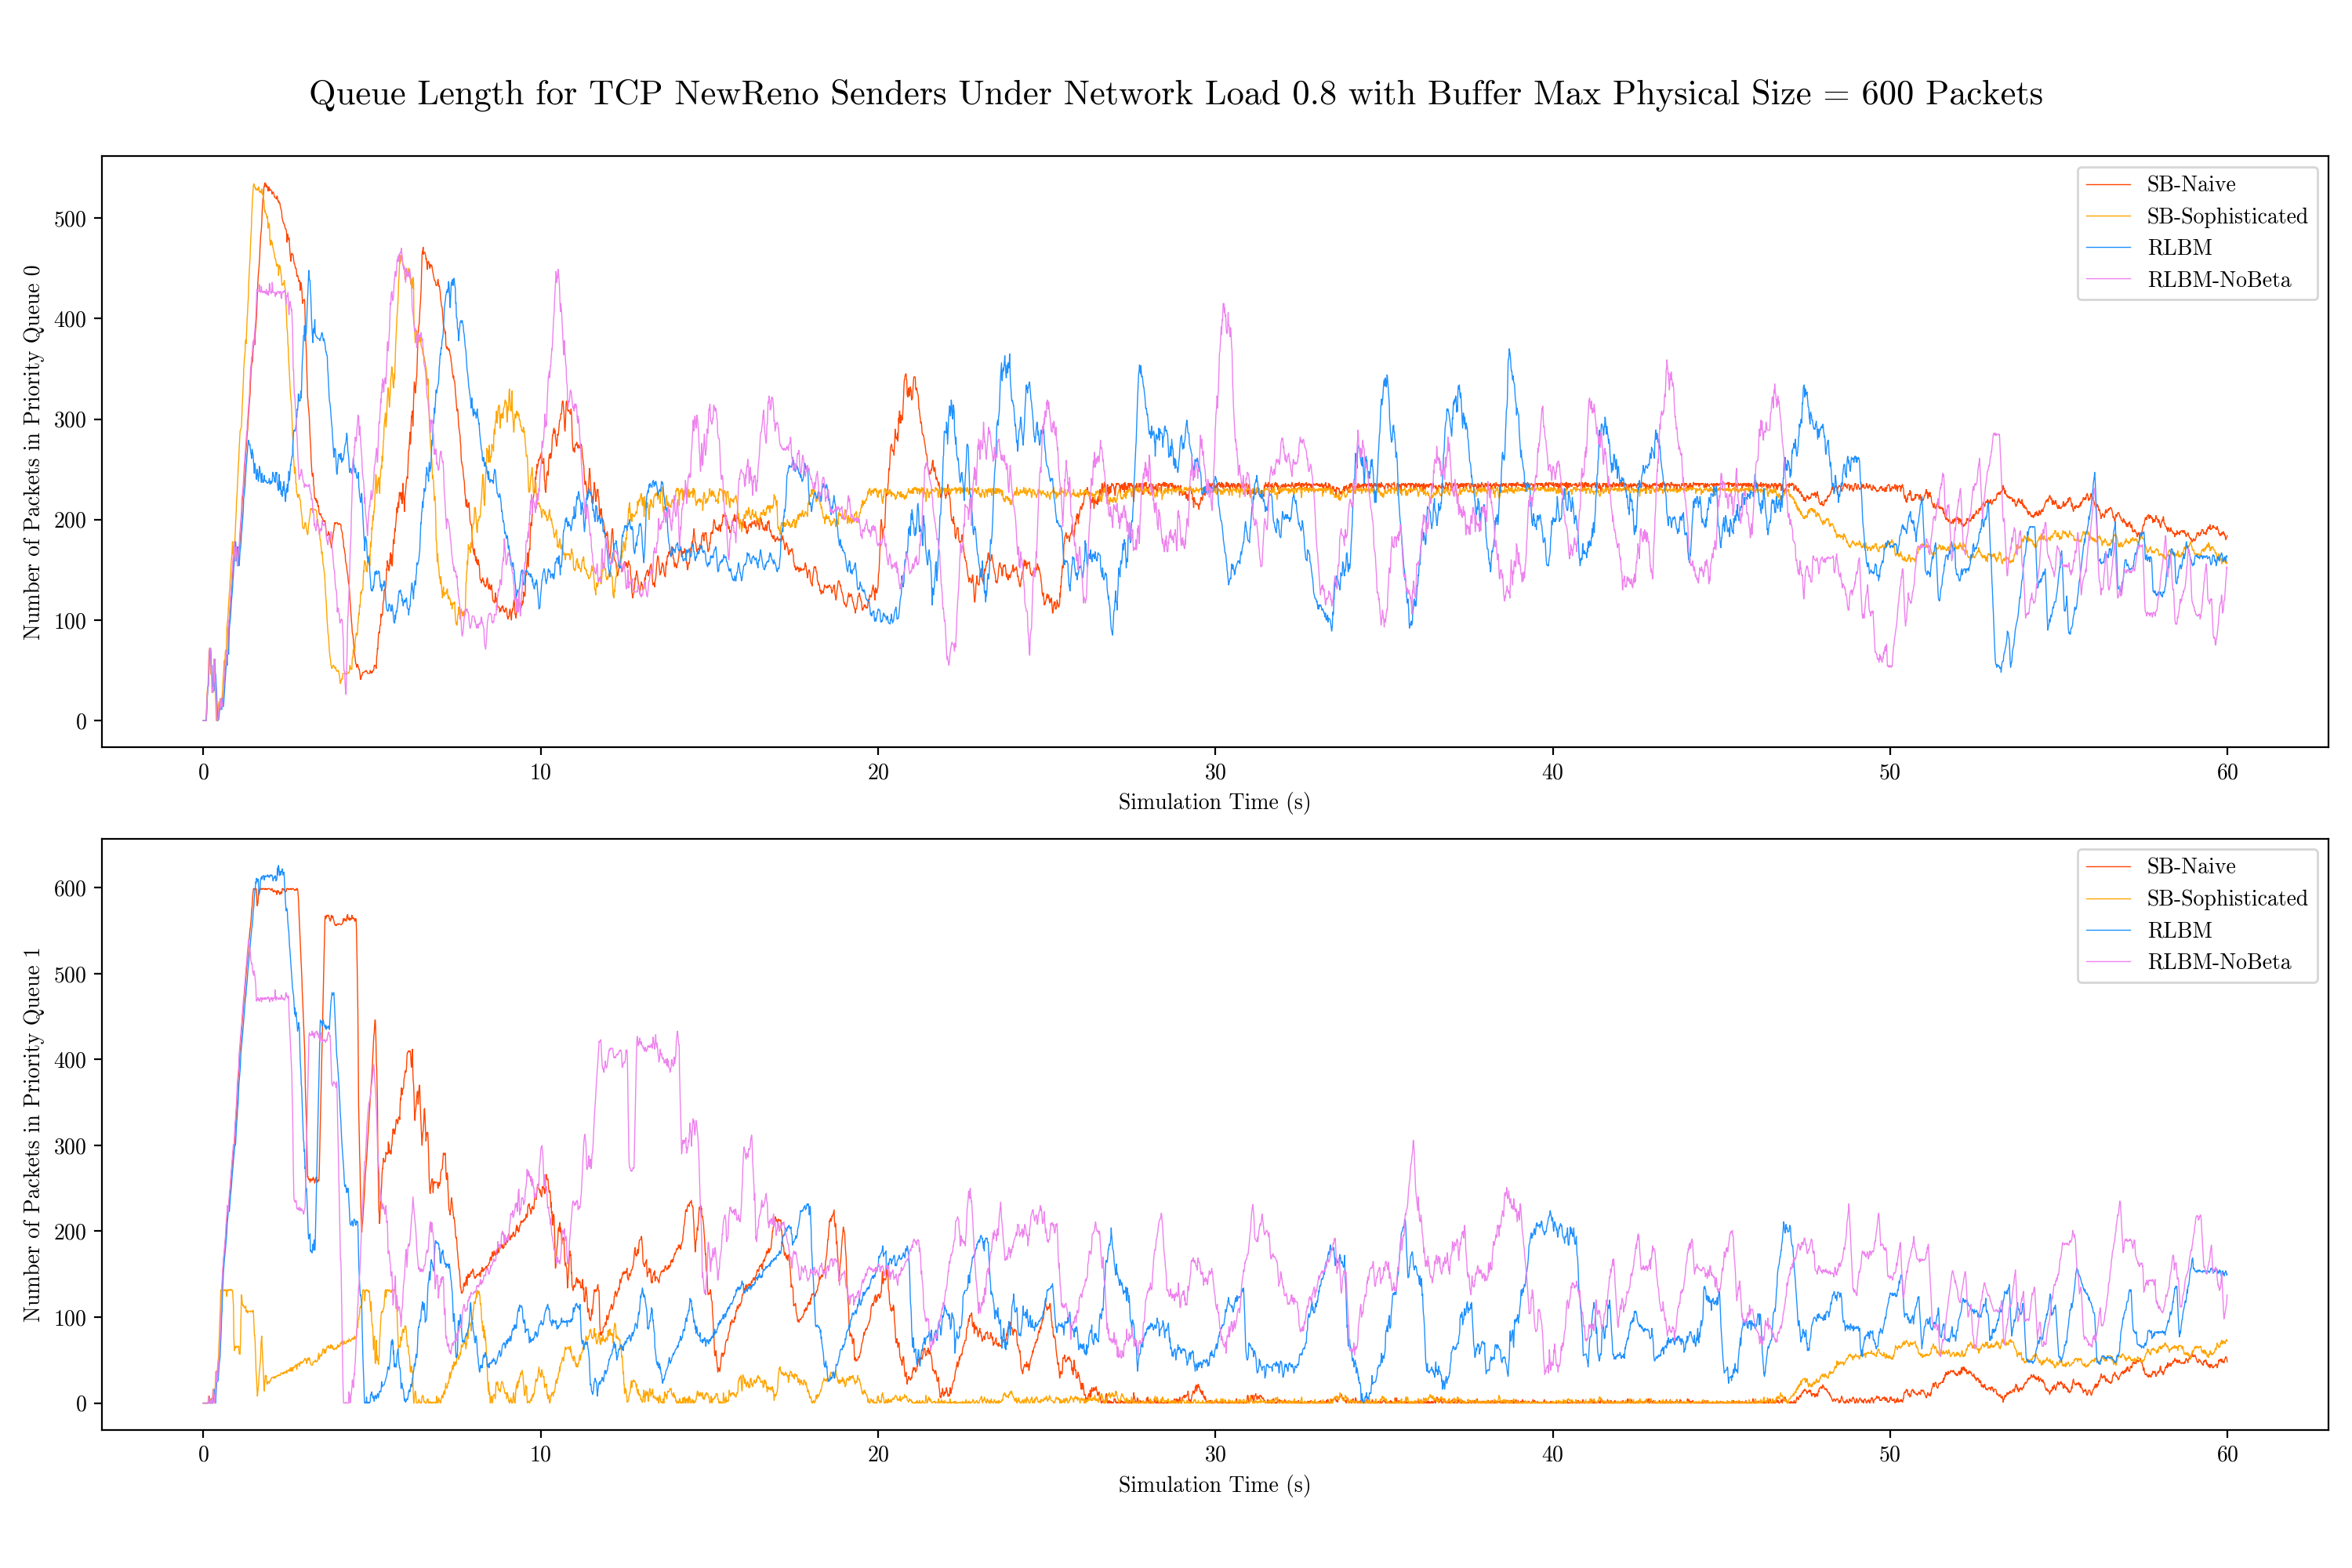 Queue Length for TCP NewReno Senders Under Network Load 0.8 with Buffer Max Physical Size = 600 Packets
Number of Packets in Priority Queue 0
500
400
300
200
100
0
SB-Naive
SB-Sophisticated
RLBM
RLBM-NoBeta
0 10 20 30 40 50 60
Simulation Time (s)
Number of Packets in Priority Queue 1
600
500
400
300
200
100
0
SB-Naive
SB-Sophisticated
RLBM
RLBM-NoBeta
0 10 20 30 40 50 60
Simulation Time (s)